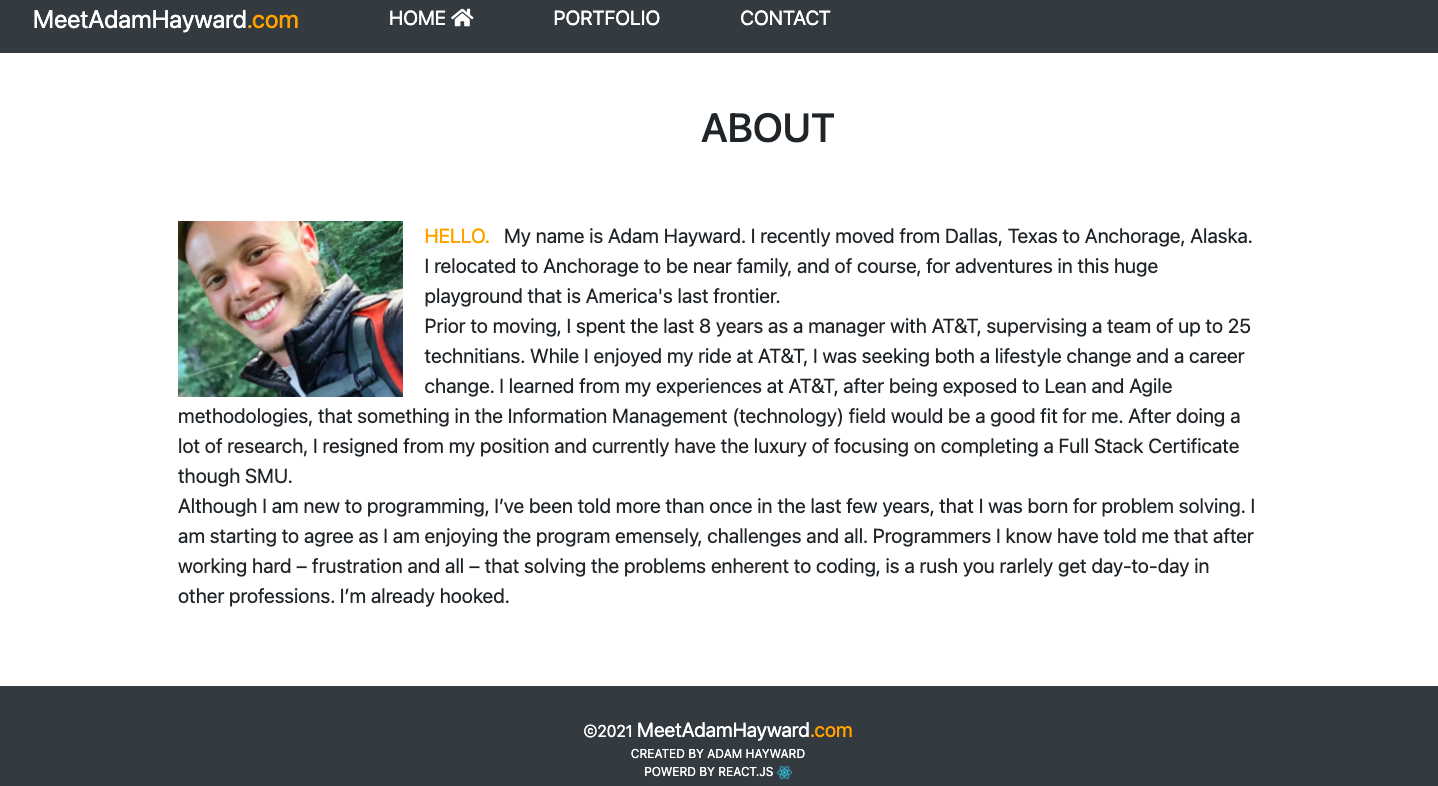 MeetAdamHayward.com
HOME
PORTFOLIO
CONTACT
ABOUT
HELLO. My name is Adam Hayward. I recently moved from Dallas, Texas to Anchorage, Alaska.
I relocated to Anchorage to be near family, and of course, for adventures in this huge
playground that is America's last frontier.
Prior to moving, I spent the last 8 years as a manager with AT&T, supervising a team of up to 25
technitians. While I enjoyed my ride at AT&T, I was seeking both a lifestyle change and a career
change. I learned from my experiences at AT&T, after being exposed to Lean and Agile
methodologies, that something in the Information Management (technology) field would be a good fit for me. After doing a
lot of research, I resigned from my position and currently have the luxury of focusing on completing a Full Stack Certificate
though SMU.
Although I am new to programming, I’ve been told more than once in the last few years, that I was born for problem solving. I
am starting to agree as I am enjoying the program emensely, challenges and all. Programmers I know have told me that after
working hard – frustration and all – that solving the problems enherent to coding, is a rush you rarlely get day-to-day in
other professions. I’m already hooked.
©2021 MeetAdamHayward.com
CREATED BY ADAM HAYWARD
POWERD BY REACT.JS